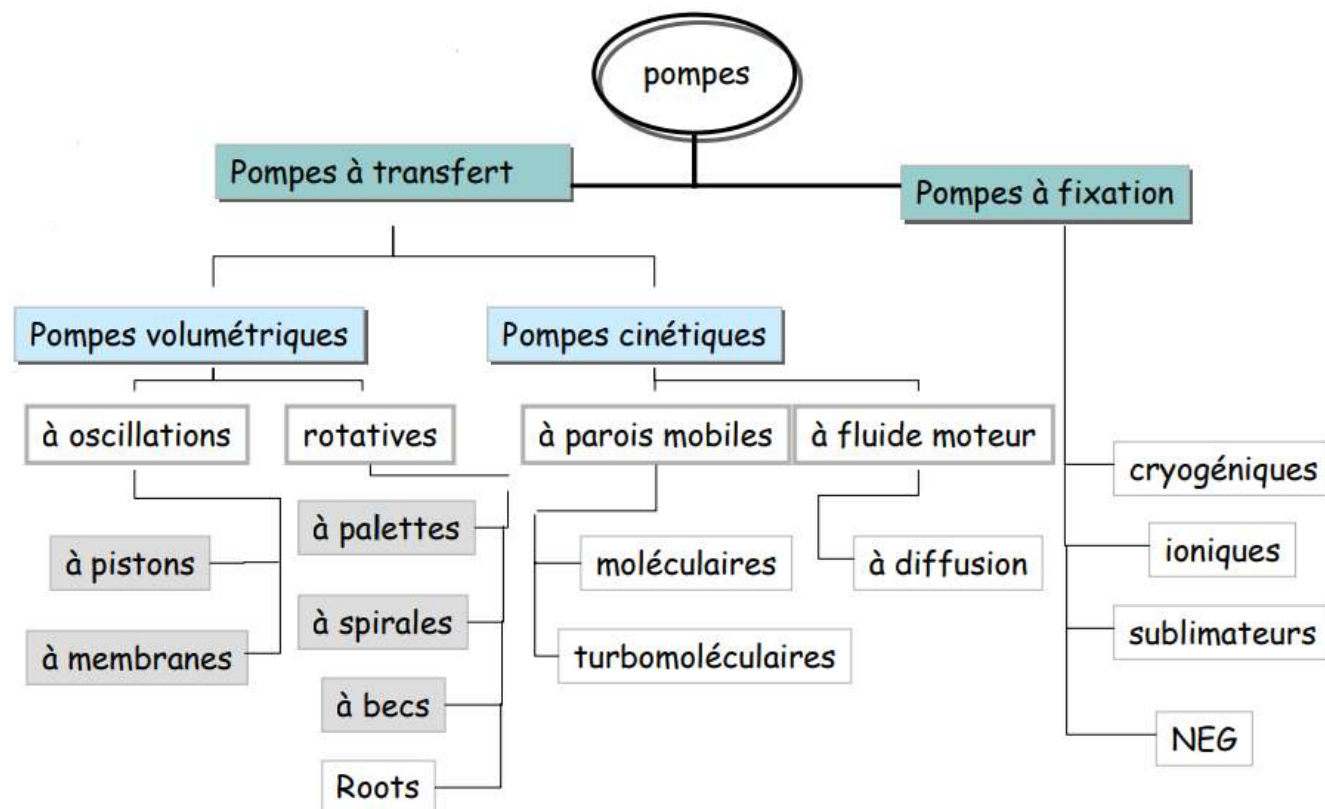 pompes
Pompes à transfert
Pompes à fixation
Pompes volumétriques
Pompes cinétiques
à oscillations
rotatives
à parois mobiles
à fluide moteur
cryogéniques
à palettes
à pistons
moléculaires
à diffusion
ioniques
à spirales
sublimateurs
à membranes
turbomoléculaires
à becs
NEG
Roots